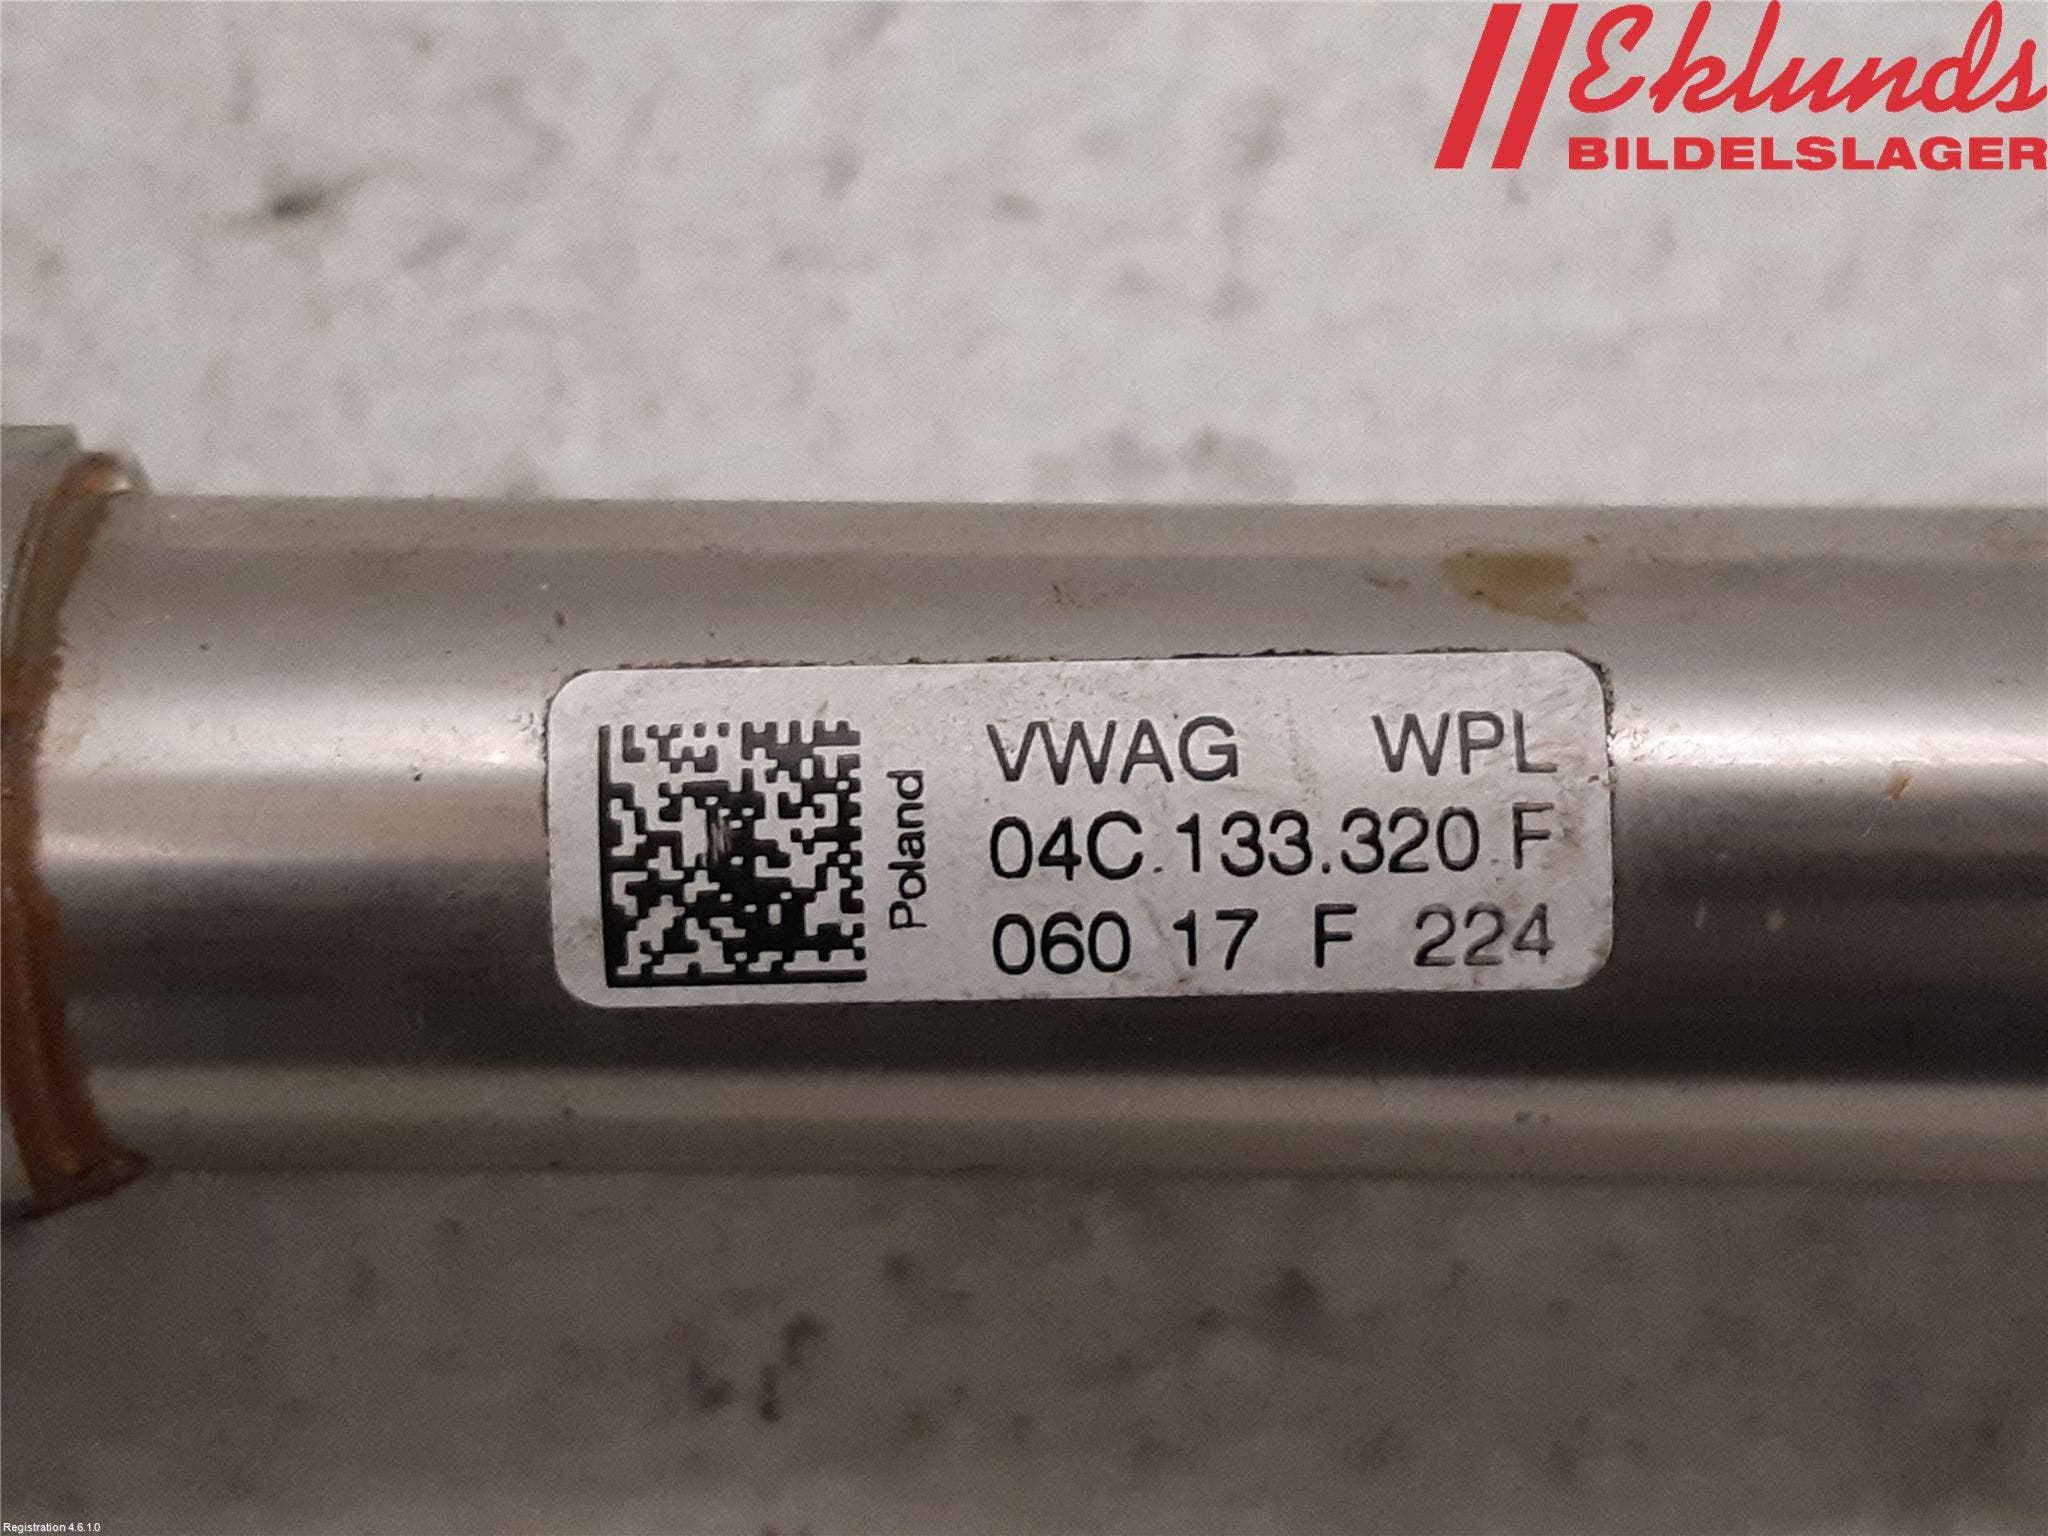 Eklunds
BILDELSLAGER
VWAG WPL
04C.133.320.F
060 17 F 224
Poland
Registration 4.6.1.0